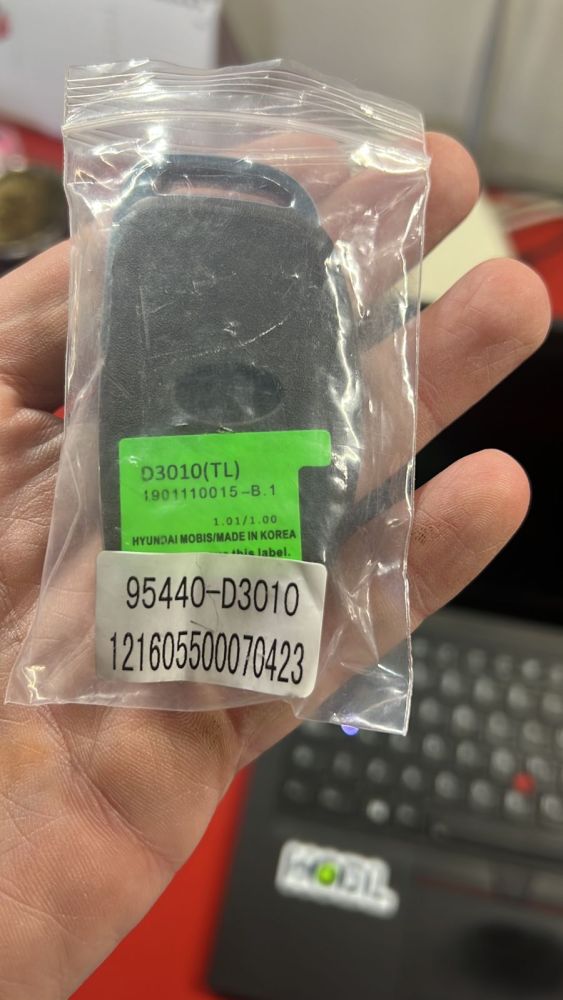 D3010(TL)
1901110015-B.1
1.01/1.00
HYUNDAI MOBIS/MADE IN KOREA
this label.
95440-D3010
121605500070423